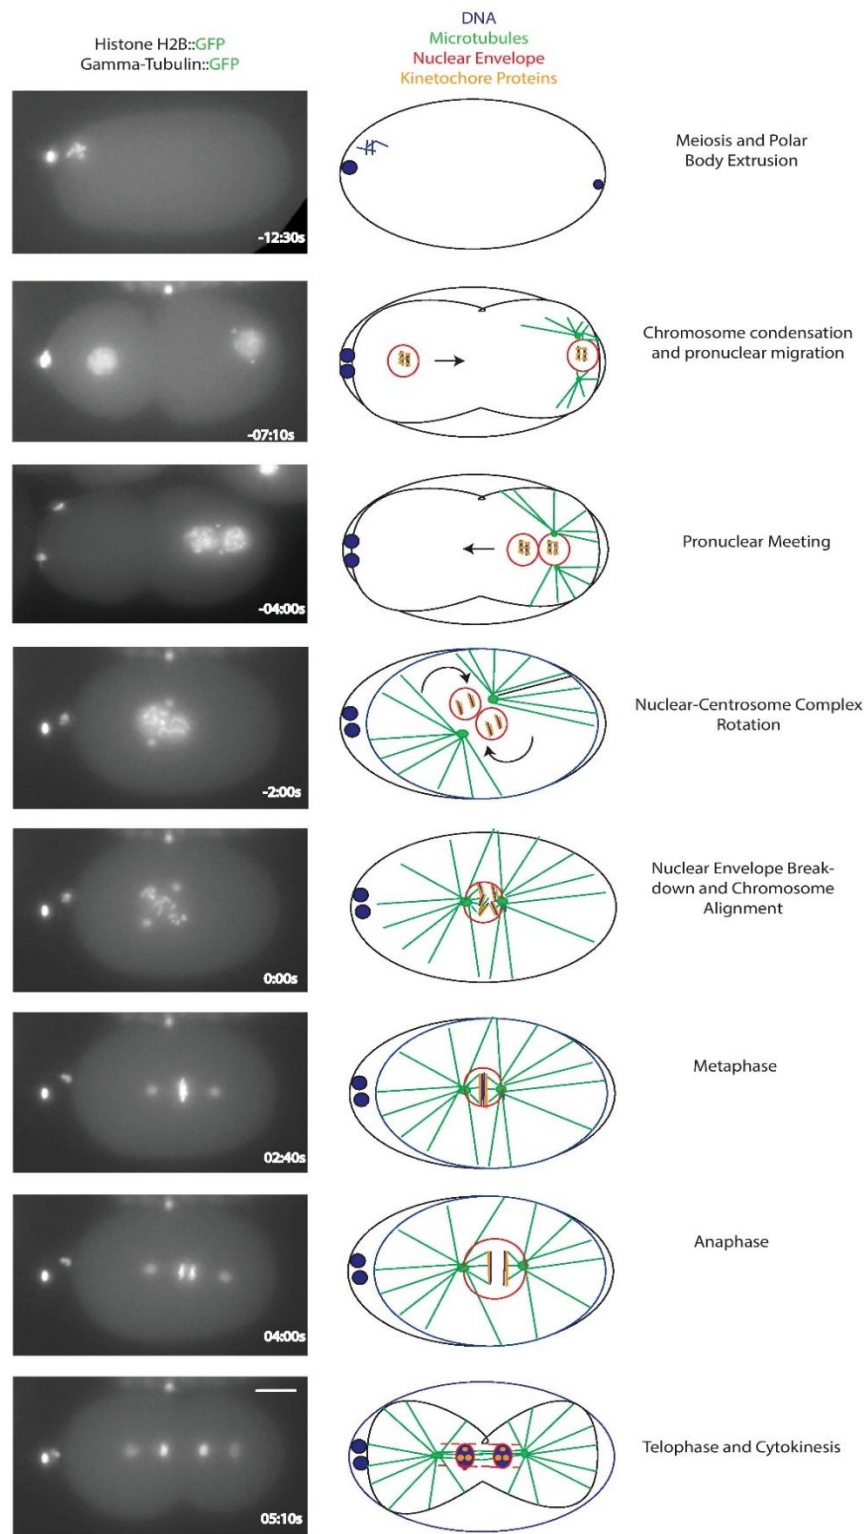 Histone H2B::GFP
Gamma-Tubulin::GFP
DNA
Microtubules
Nuclear Envelope
Kinetochore Proteins
-12:30s
Meiosis and Polar
Body Extrusion
-07:10s
Chromosome condensation
and pronuclear migration
-04:00s
Pronuclear Meeting
-2:00s
Nuclear-Centrosome Complex
Rotation
0:00s
Nuclear Envelope Break-
down and Chromosome
Alignment
02:40s
Metaphase
04:00s
Anaphase
05:10s
Telophase and Cytokinesis